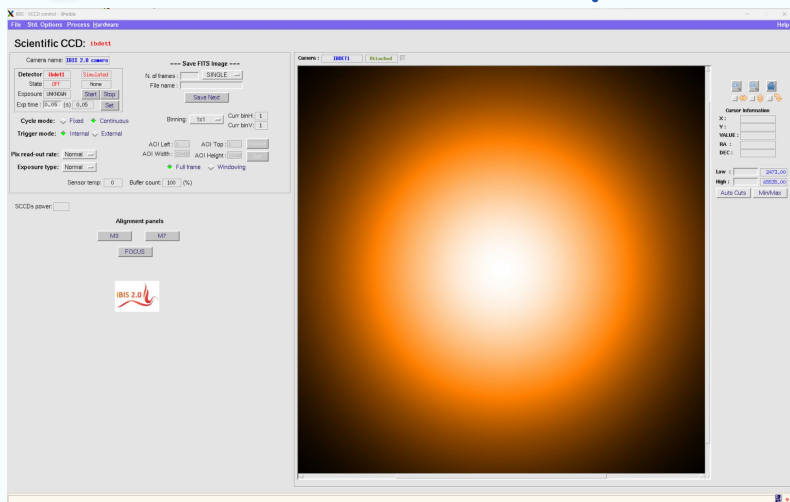 IBIS - SCCD control - @noble
File Std. Options Process Hardware Help
Scientific CCD: ibdet1
Camera name: IBIS 2.0 camera
Detector ibdet1 Simulated
State: OFF None
Exposure UNKNOWN Start Stop
Exp time: 0.05 (s) 0.05 Set
Cycle mode: Fixed Continuous
Trigger mode: Internal External
Pix read-out rate: Normal
Exposure type: Normal
Sensor temp: 0 Buffer count: 100 (%)
--- Save FITS Image ---
N. of frames: SINGLE
File name:
Save Next
Binning: 1x1 Curr binH: 1
Curr binV: 1
AOI Left: AOI Top:
AOI Width: AOI Height:
Full frame Windowing
SCCDs power:
Alignment panels
M3 M7
FOCUS
IBIS 2.0
Camera: IBDET1 Attached
Cursor Information
X:
Y:
VALUE:
RA :
DEC:
Low : 2473.00
High : 65535.00
Auto Cuts Min/Max